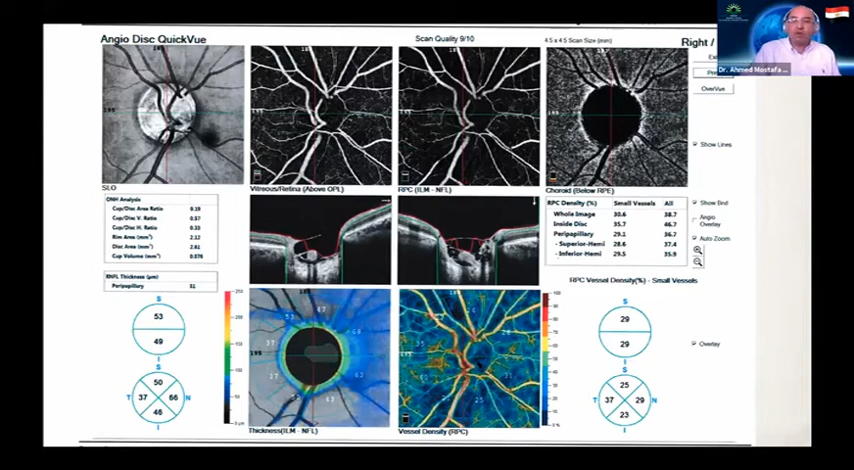 Angio Disc QuickVue
Scan Quality 9/10
4.5 x 4.5 Scan Size (mm)
Right /
Dr. Ahmed Mostafa ...
OverVue
Show Lines
SLO
Vitreous/Retina (Above OPL)
RPC (ILM - NFL)
Choroid (Below RPE)
ONH Analysis
Cup/Disc Area Ratio 0.19
Cup/Disc V. Ratio 0.57
Cup/Disc H. Ratio 0.33
Rim Area (mm²) 2.12
Disc Area (mm²) 2.61
Cup Volume (mm³) 0.076
RNFL Thickness (µm)
Peripapillary 51
RPC Density (%) Small Vessels All
Whole Image 30.6 38.7
Inside Disc 35.7 46.7
Peripapillary 29.1 36.7
- Superior-Hemi 28.6 37.4
- Inferior-Hemi 29.5 35.9
Show Bnd
Angio
Overlay
Auto Zoom
RPC Vessel Density(%) - Small Vessels
Overlay
S
53
49
I
S
50
T 37 66 N
46
I
S
29
29
I
S
25
T 37 29 N
23
I
Thickness(ILM - NFL)
Vessel Density (RPC)